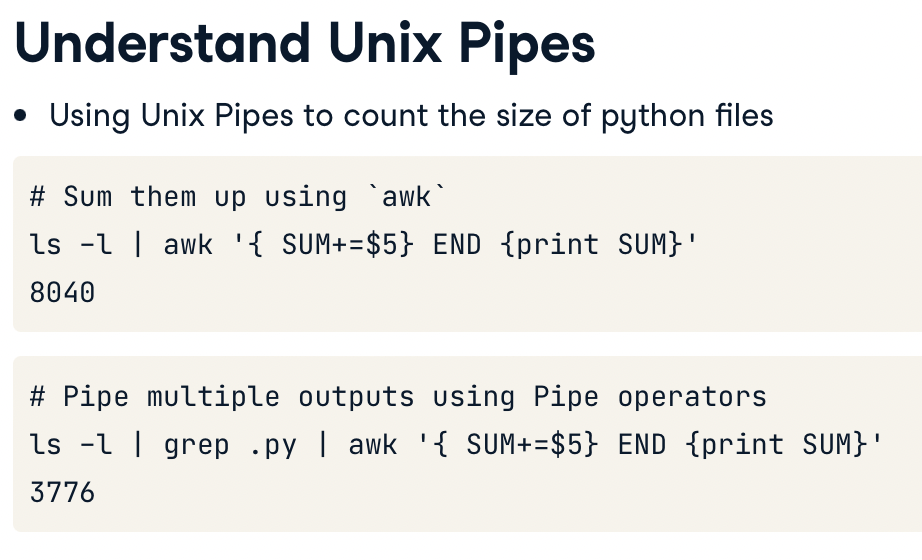 Understand Unix Pipes
• Using Unix Pipes to count the size of python files
# Sum them up using `awk`
ls -l | awk '{ SUM+=$5} END {print SUM}'
8040
# Pipe multiple outputs using Pipe operators
ls -l | grep .py | awk '{ SUM+=$5} END {print SUM}'
3776